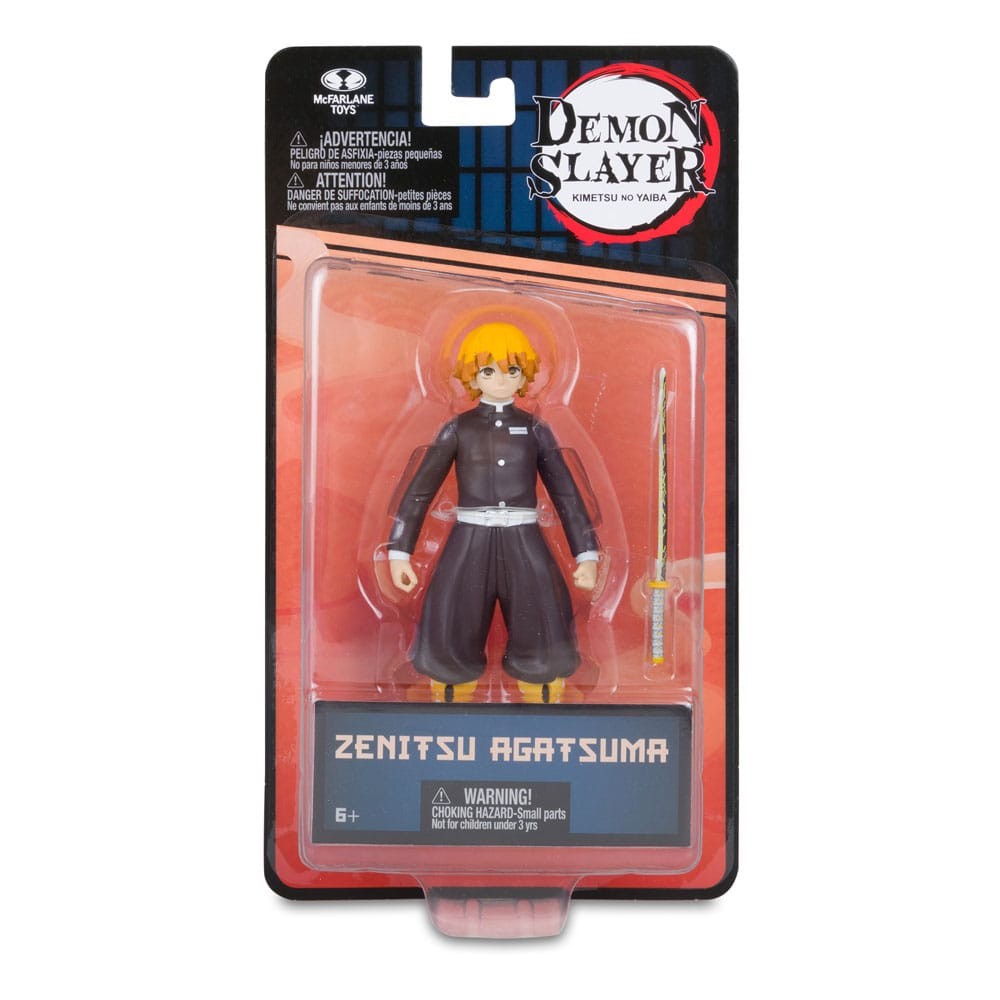 McFARLANE
TOYS
¡ADVERTENCIA!
PELIGRO DE ASFIXIA-piezas pequeñas
No para niños menores de 3 años
ATTENTION!
DANGER DE SUFFOCATION-petites pièces
Ne convient pas aux enfants de moins de 3 ans
DEMON
SLAYER
KIMETSU NO YAIBA
ZENITSU AGATSUMA
6+
WARNING!
CHOKING HAZARD-Small parts
Not for children under 3 yrs